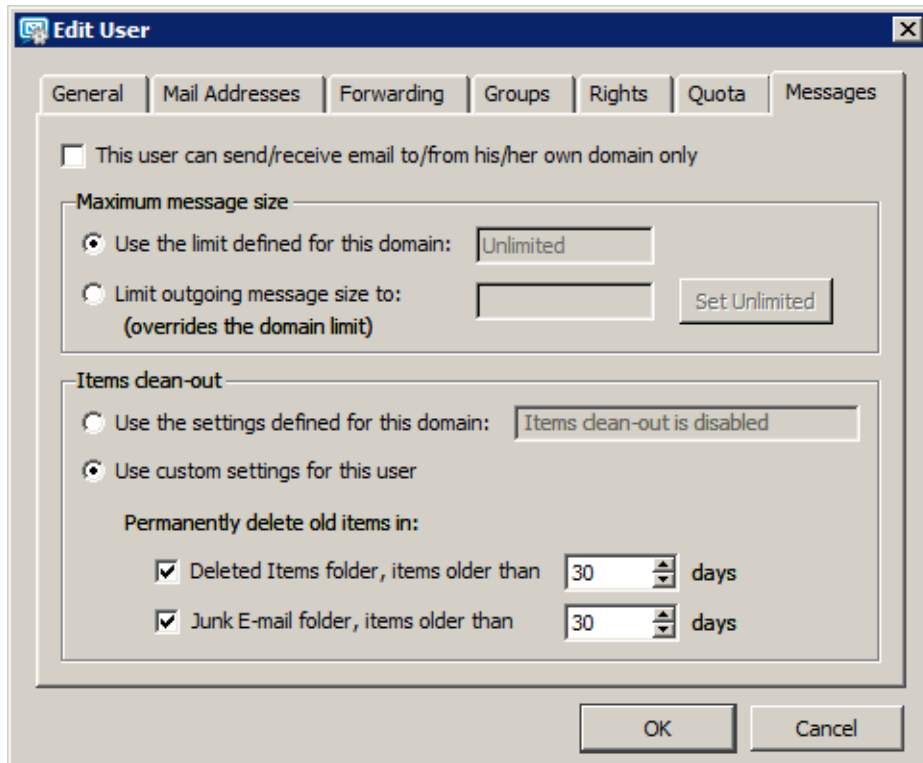 Edit User
General Mail Addresses Forwarding Groups Rights Quota Messages
This user can send/receive email to/from his/her own domain only
Maximum message size
Use the limit defined for this domain: Unlimited
Limit outgoing message size to: Set Unlimited
(overrides the domain limit)
Items clean-out
Use the settings defined for this domain: Items clean-out is disabled
Use custom settings for this user
Permanently delete old items in:
Deleted Items folder, items older than 30 days
Junk E-mail folder, items older than 30 days
OK Cancel